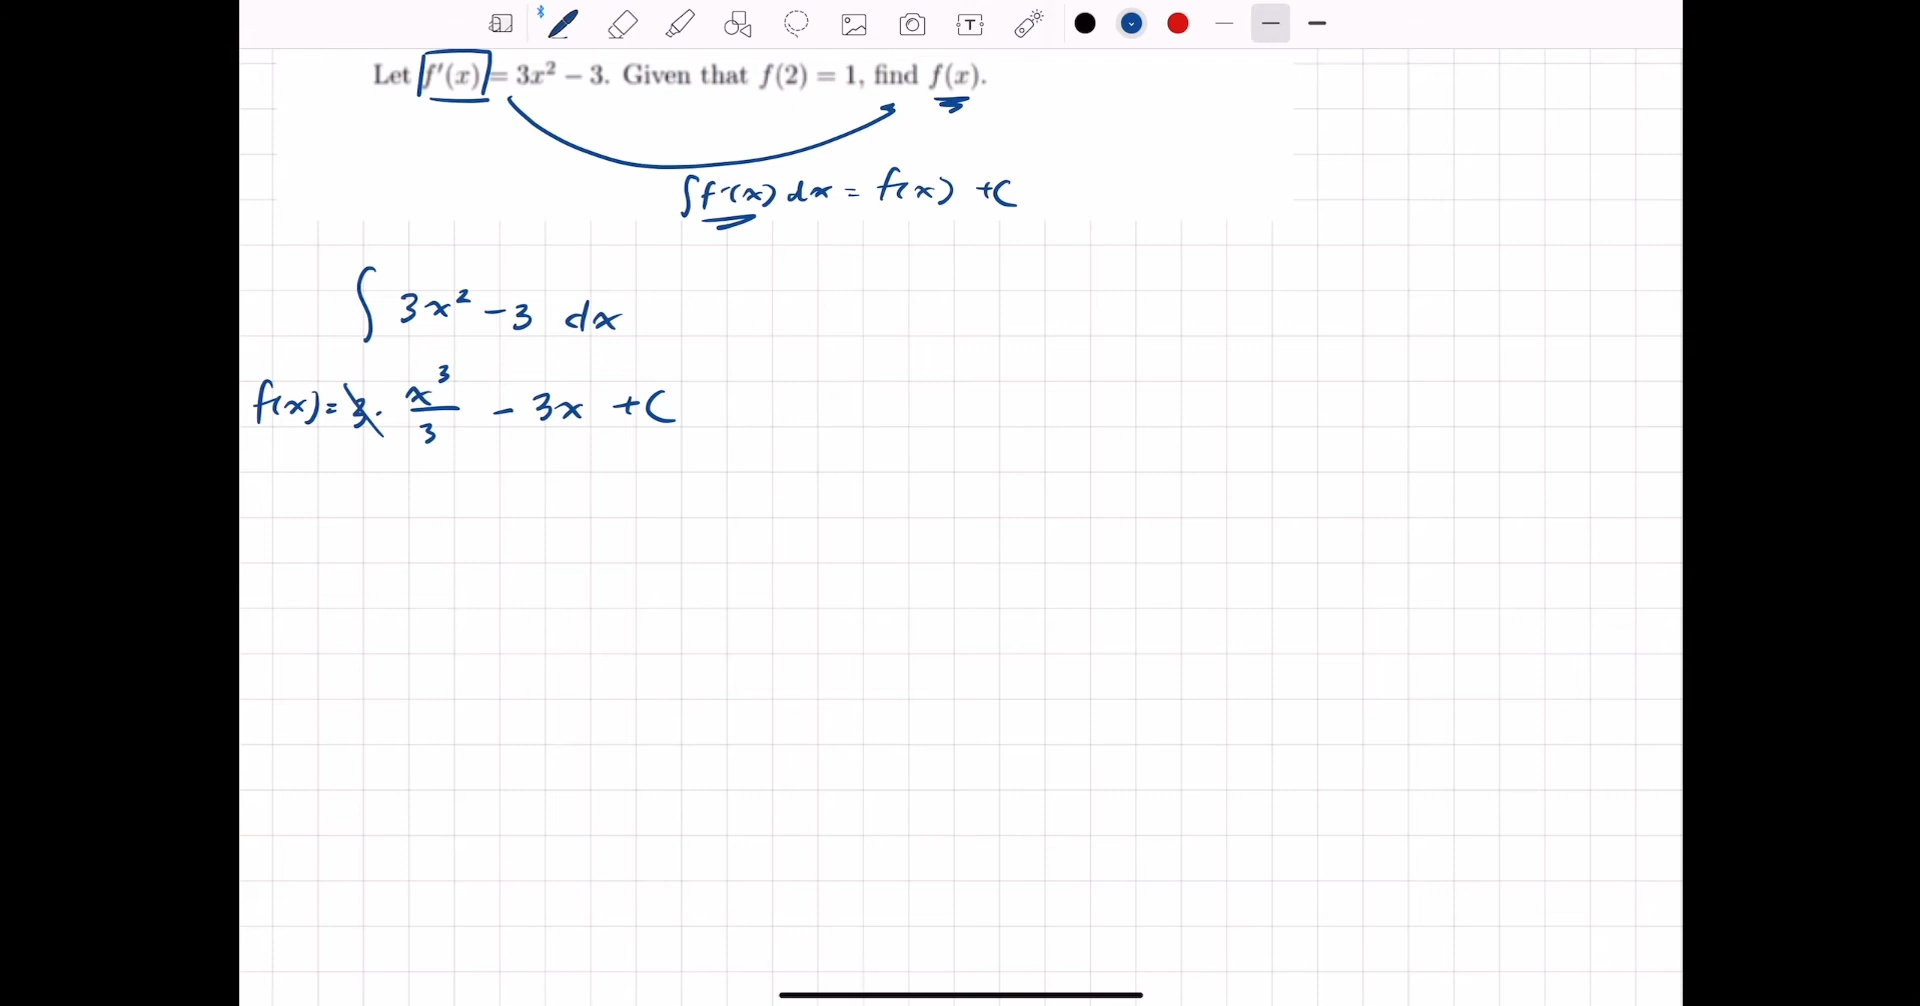 Let f'(x) = 3x² − 3. Given that f(2) = 1, find f(x).
∫f'(x) dx = f(x) + C
∫ 3x² − 3 dx
f(x) = 3 · x³/3 − 3x + C